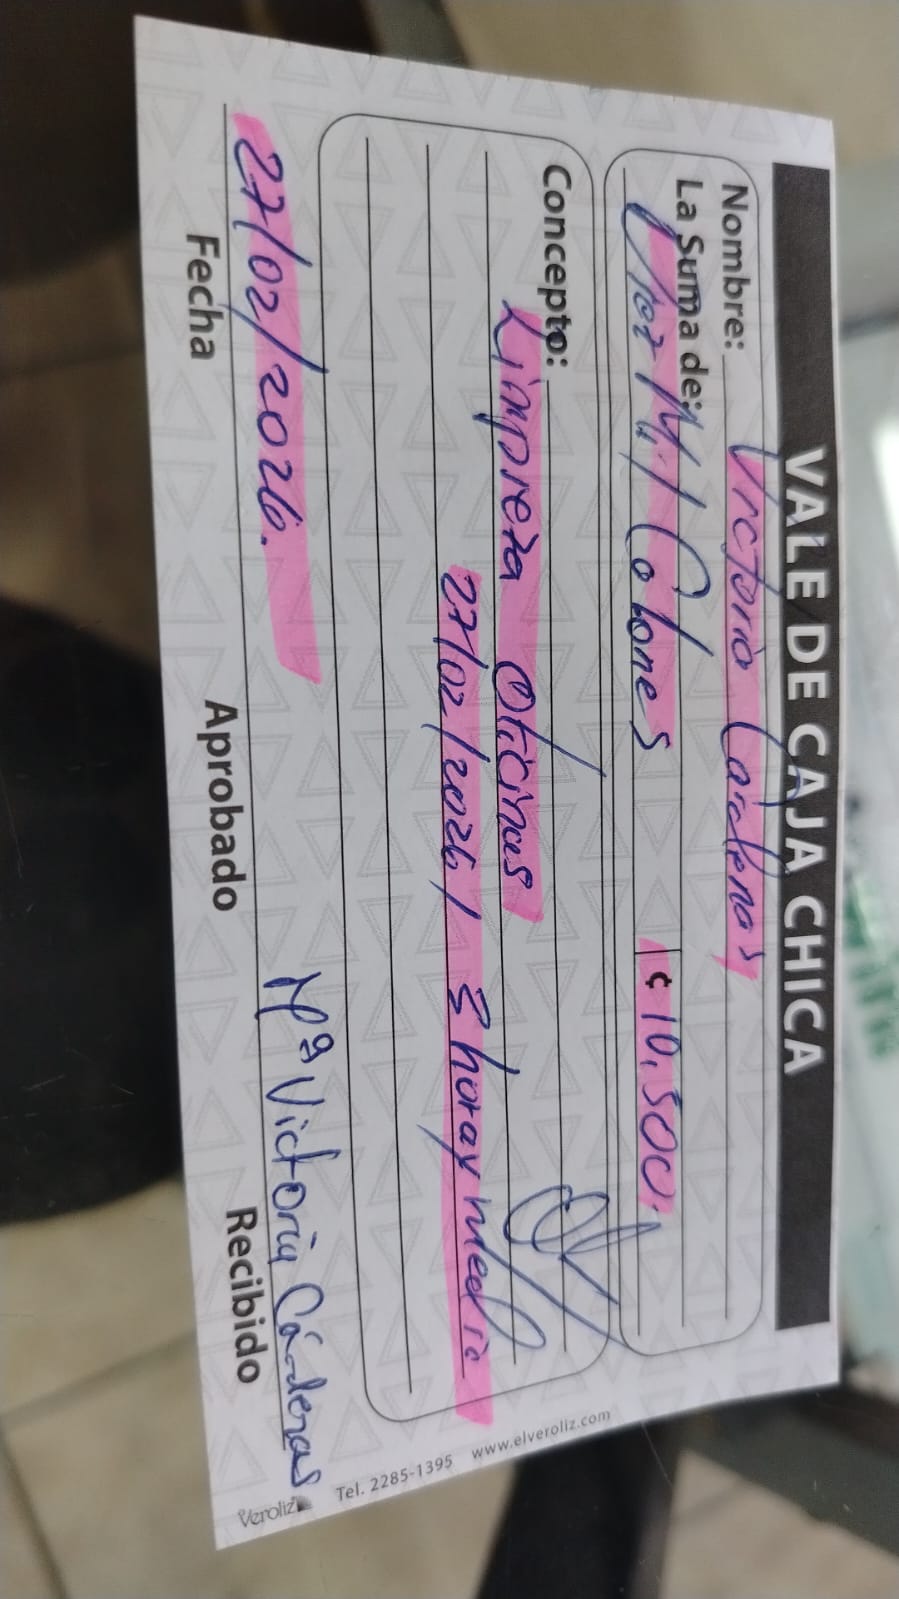 VALE DE CAJA CHICA
Nombre: Victoria Cárdenas
La Suma de:
Diez Mil Colones ¢ 10,500.
Concepto:
Limpieza Oficinas
27/02/2026 / 3 hora y media
27/02/2026. Mª Victoria Cárdenas
Fecha Aprobado Recibido
Veroliz Tel. 2285-1395 www.elveroliz.com